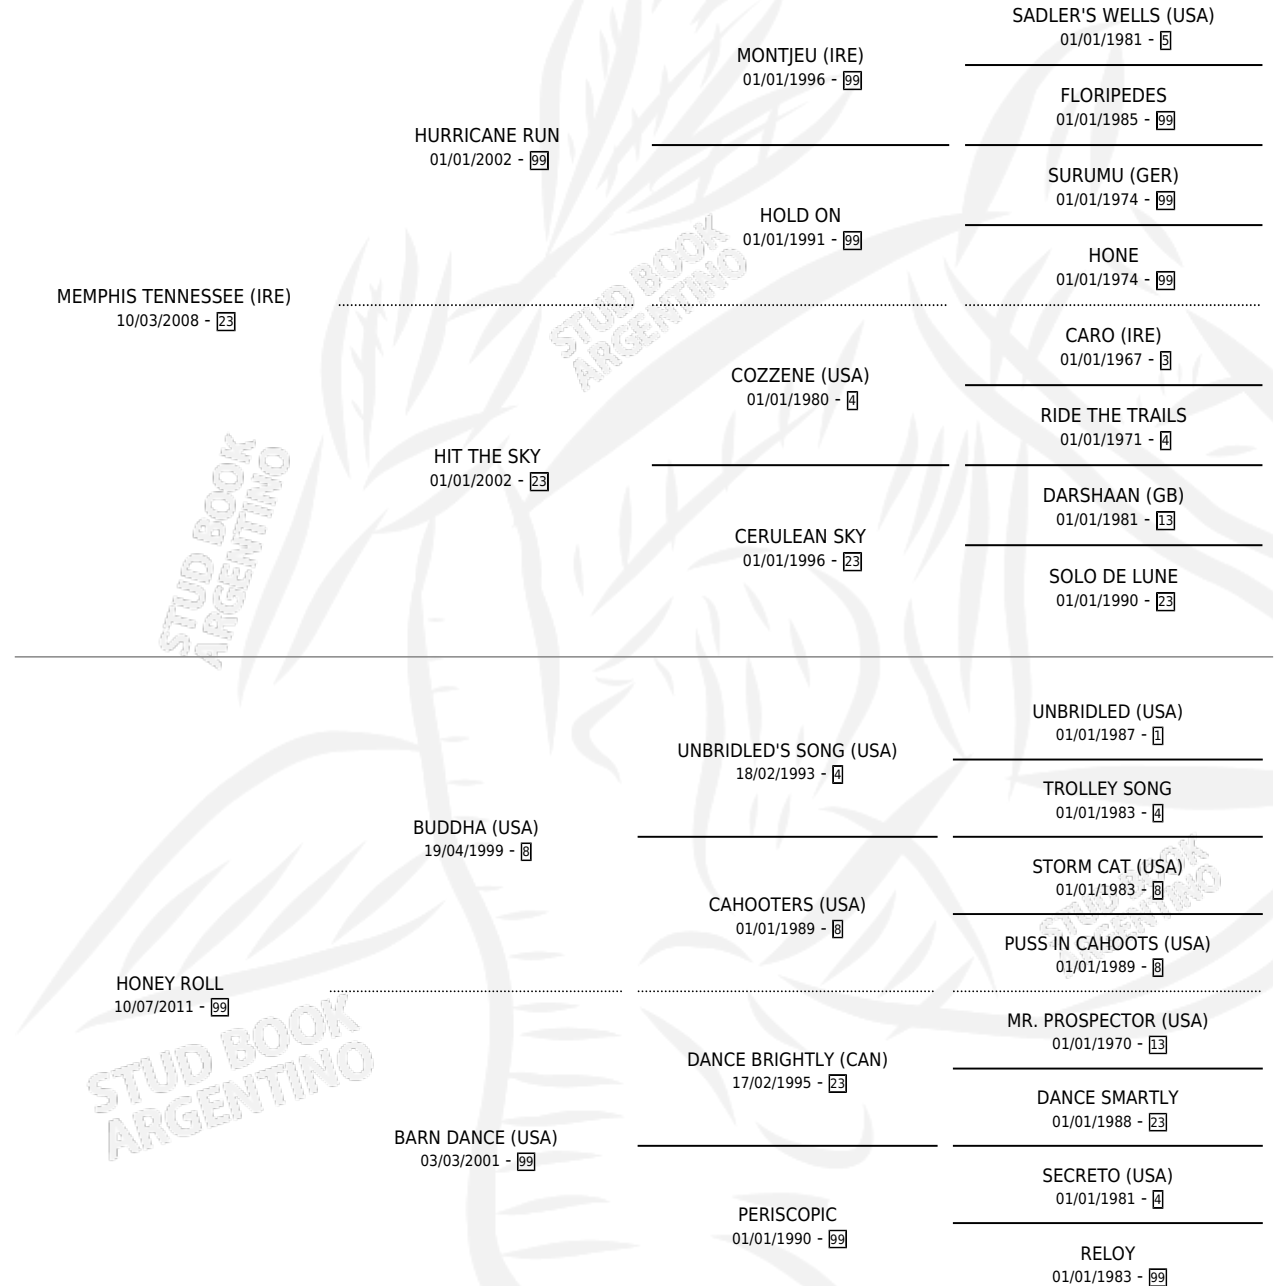 SADLER'S WELLS (USA)
01/01/1981 - 5
MONTJEU (IRE)
01/01/1996 - 99
FLORIPEDES
01/01/1985 - 99
HURRICANE RUN
01/01/2002 - 99
SURUMU (GER)
01/01/1974 - 99
HOLD ON
01/01/1991 - 99
HONE
01/01/1974 - 99
MEMPHIS TENNESSEE (IRE)
10/03/2008 - 23
CARO (IRE)
01/01/1967 - 3
COZZENE (USA)
01/01/1980 - 4
RIDE THE TRAILS
01/01/1971 - 4
HIT THE SKY
01/01/2002 - 23
DARSHAAN (GB)
01/01/1981 - 13
CERULEAN SKY
01/01/1996 - 23
SOLO DE LUNE
01/01/1990 - 23
UNBRIDLED (USA)
01/01/1987 - 1
UNBRIDLED'S SONG (USA)
18/02/1993 - 4
TROLLEY SONG
01/01/1983 - 4
BUDDHA (USA)
19/04/1999 - 8
STORM CAT (USA)
01/01/1983 - 8
CAHOOTERS (USA)
01/01/1989 - 8
PUSS IN CAHOOTS (USA)
01/01/1989 - 8
HONEY ROLL
10/07/2011 - 99
MR. PROSPECTOR (USA)
01/01/1970 - 13
DANCE BRIGHTLY (CAN)
17/02/1995 - 23
DANCE SMARTLY
01/01/1988 - 23
BARN DANCE (USA)
03/03/2001 - 99
SECRETO (USA)
01/01/1981 - 4
PERISCOPIC
01/01/1990 - 99
RELOY
01/01/1983 - 99
STUD BOOK
ARGENTINO
STUD BOOK
ARGENTINO
STUD BOOK
ARGENTINO
STUD BOOK
ARGENTINO